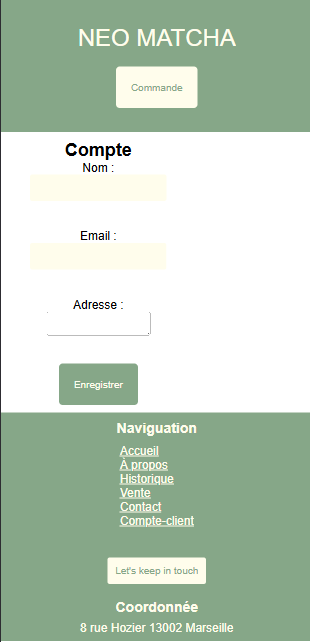 NEO MATCHA
Commande
Compte
Nom :
Email :
Adresse :
Enregistrer
Naviguation
Accueil
À propos
Historique
Vente
Contact
Compte-client
Let's keep in touch
Coordonnée
8 rue Hozier 13002 Marseille